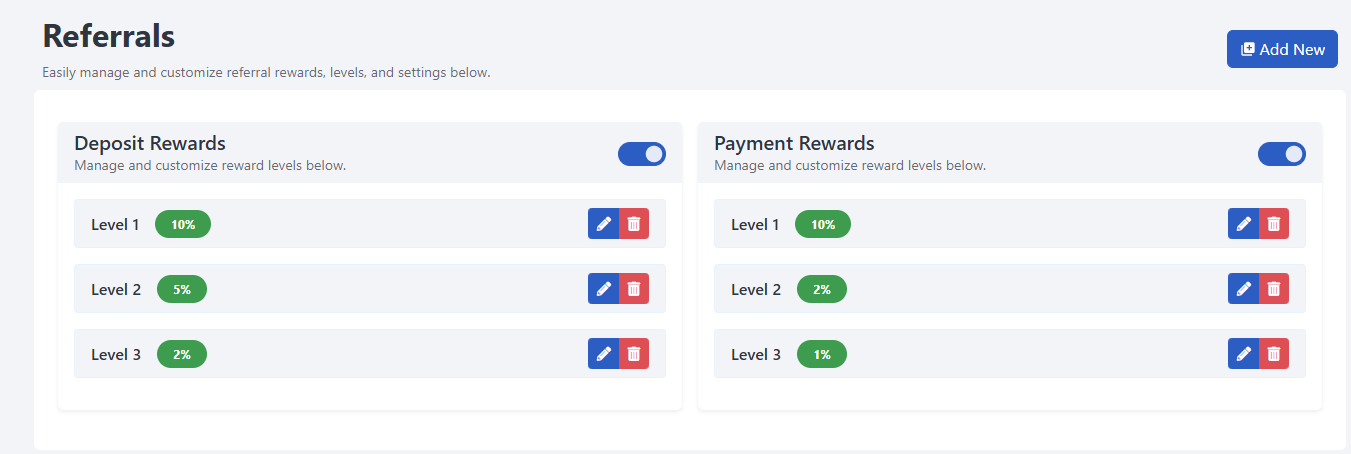 Referrals
Add New
Easily manage and customize referral rewards, levels, and settings below.
Deposit Rewards
Manage and customize reward levels below.
Level 1 10%
Level 2 5%
Level 3 2%
Payment Rewards
Manage and customize reward levels below.
Level 1 10%
Level 2 2%
Level 3 1%